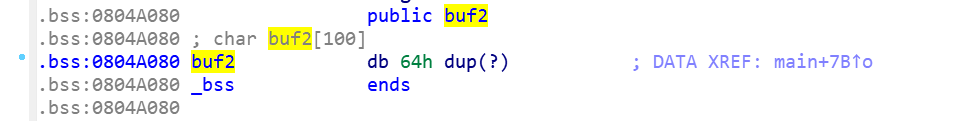 .bss:0804A080 public buf2
.bss:0804A080 ; char buf2[100]
.bss:0804A080 buf2 db 64h dup(?) ; DATA XREF: main+7B↑o
.bss:0804A080 _bss ends
.bss:0804A080